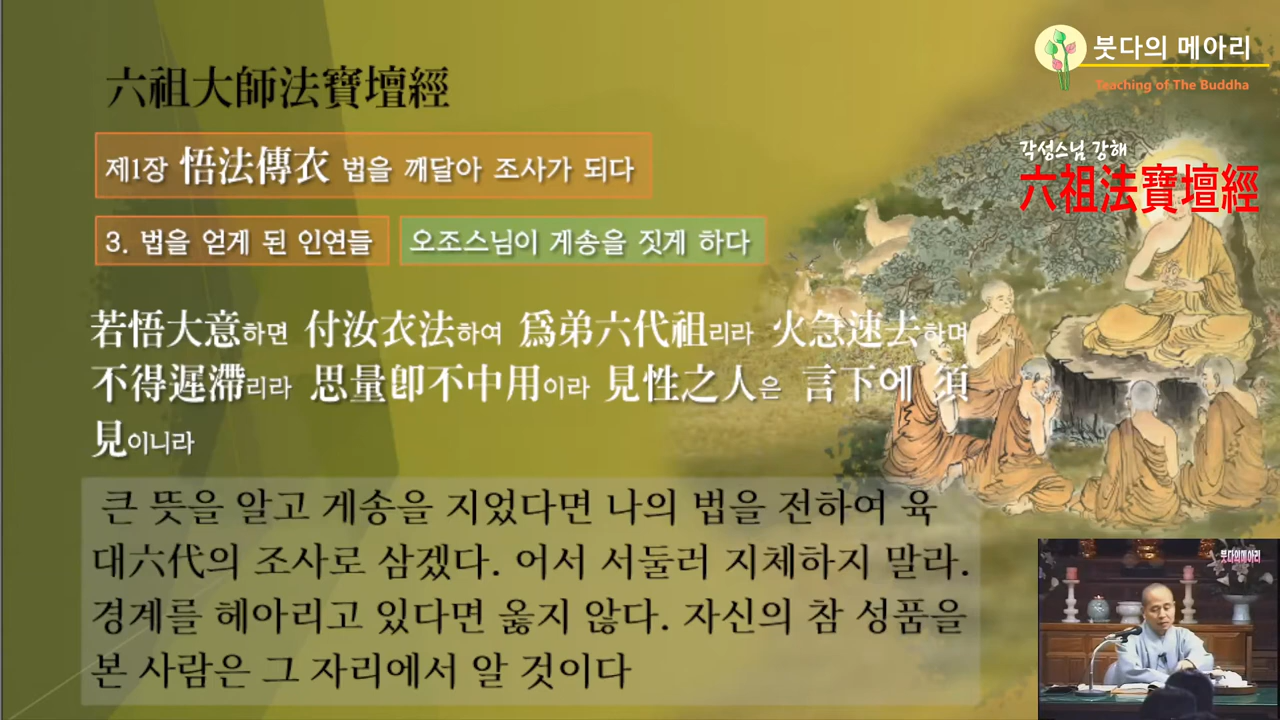 六祖大師法寶壇經
제1장 悟法傳衣 법을 깨달아 조사가 되다
3. 법을 얻게 된 인연들
오조스님이 게송을 짓게 하다
若悟大意하면 付汝衣法하여 爲弟六代祖리라 火急速去하며
不得遲滯리라 思量卽不中用이라 見性之人은 言下에 須
見이니라
큰 뜻을 알고 게송을 지었다면 나의 법을 전하여 육
대六代의 조사로 삼겠다. 어서 서둘러 지체하지 말라.
경계를 헤아리고 있다면 옳지 않다. 자신의 참 성품을
본 사람은 그 자리에서 알 것이다
붓다의 메아리
Teaching of The Buddha
각성스님 강해
六祖法寶壇經
붓다의메아리